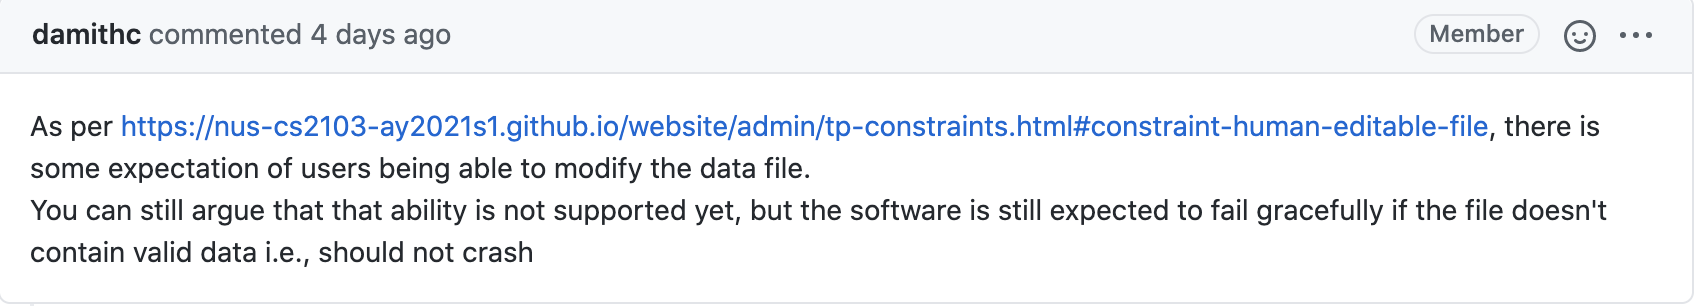 damithc commented 4 days ago
Member
As per https://nus-cs2103-ay2021s1.github.io/website/admin/tp-constraints.html#constraint-human-editable-file, there is
some expectation of users being able to modify the data file.
You can still argue that that ability is not supported yet, but the software is still expected to fail gracefully if the file doesn't
contain valid data i.e., should not crash